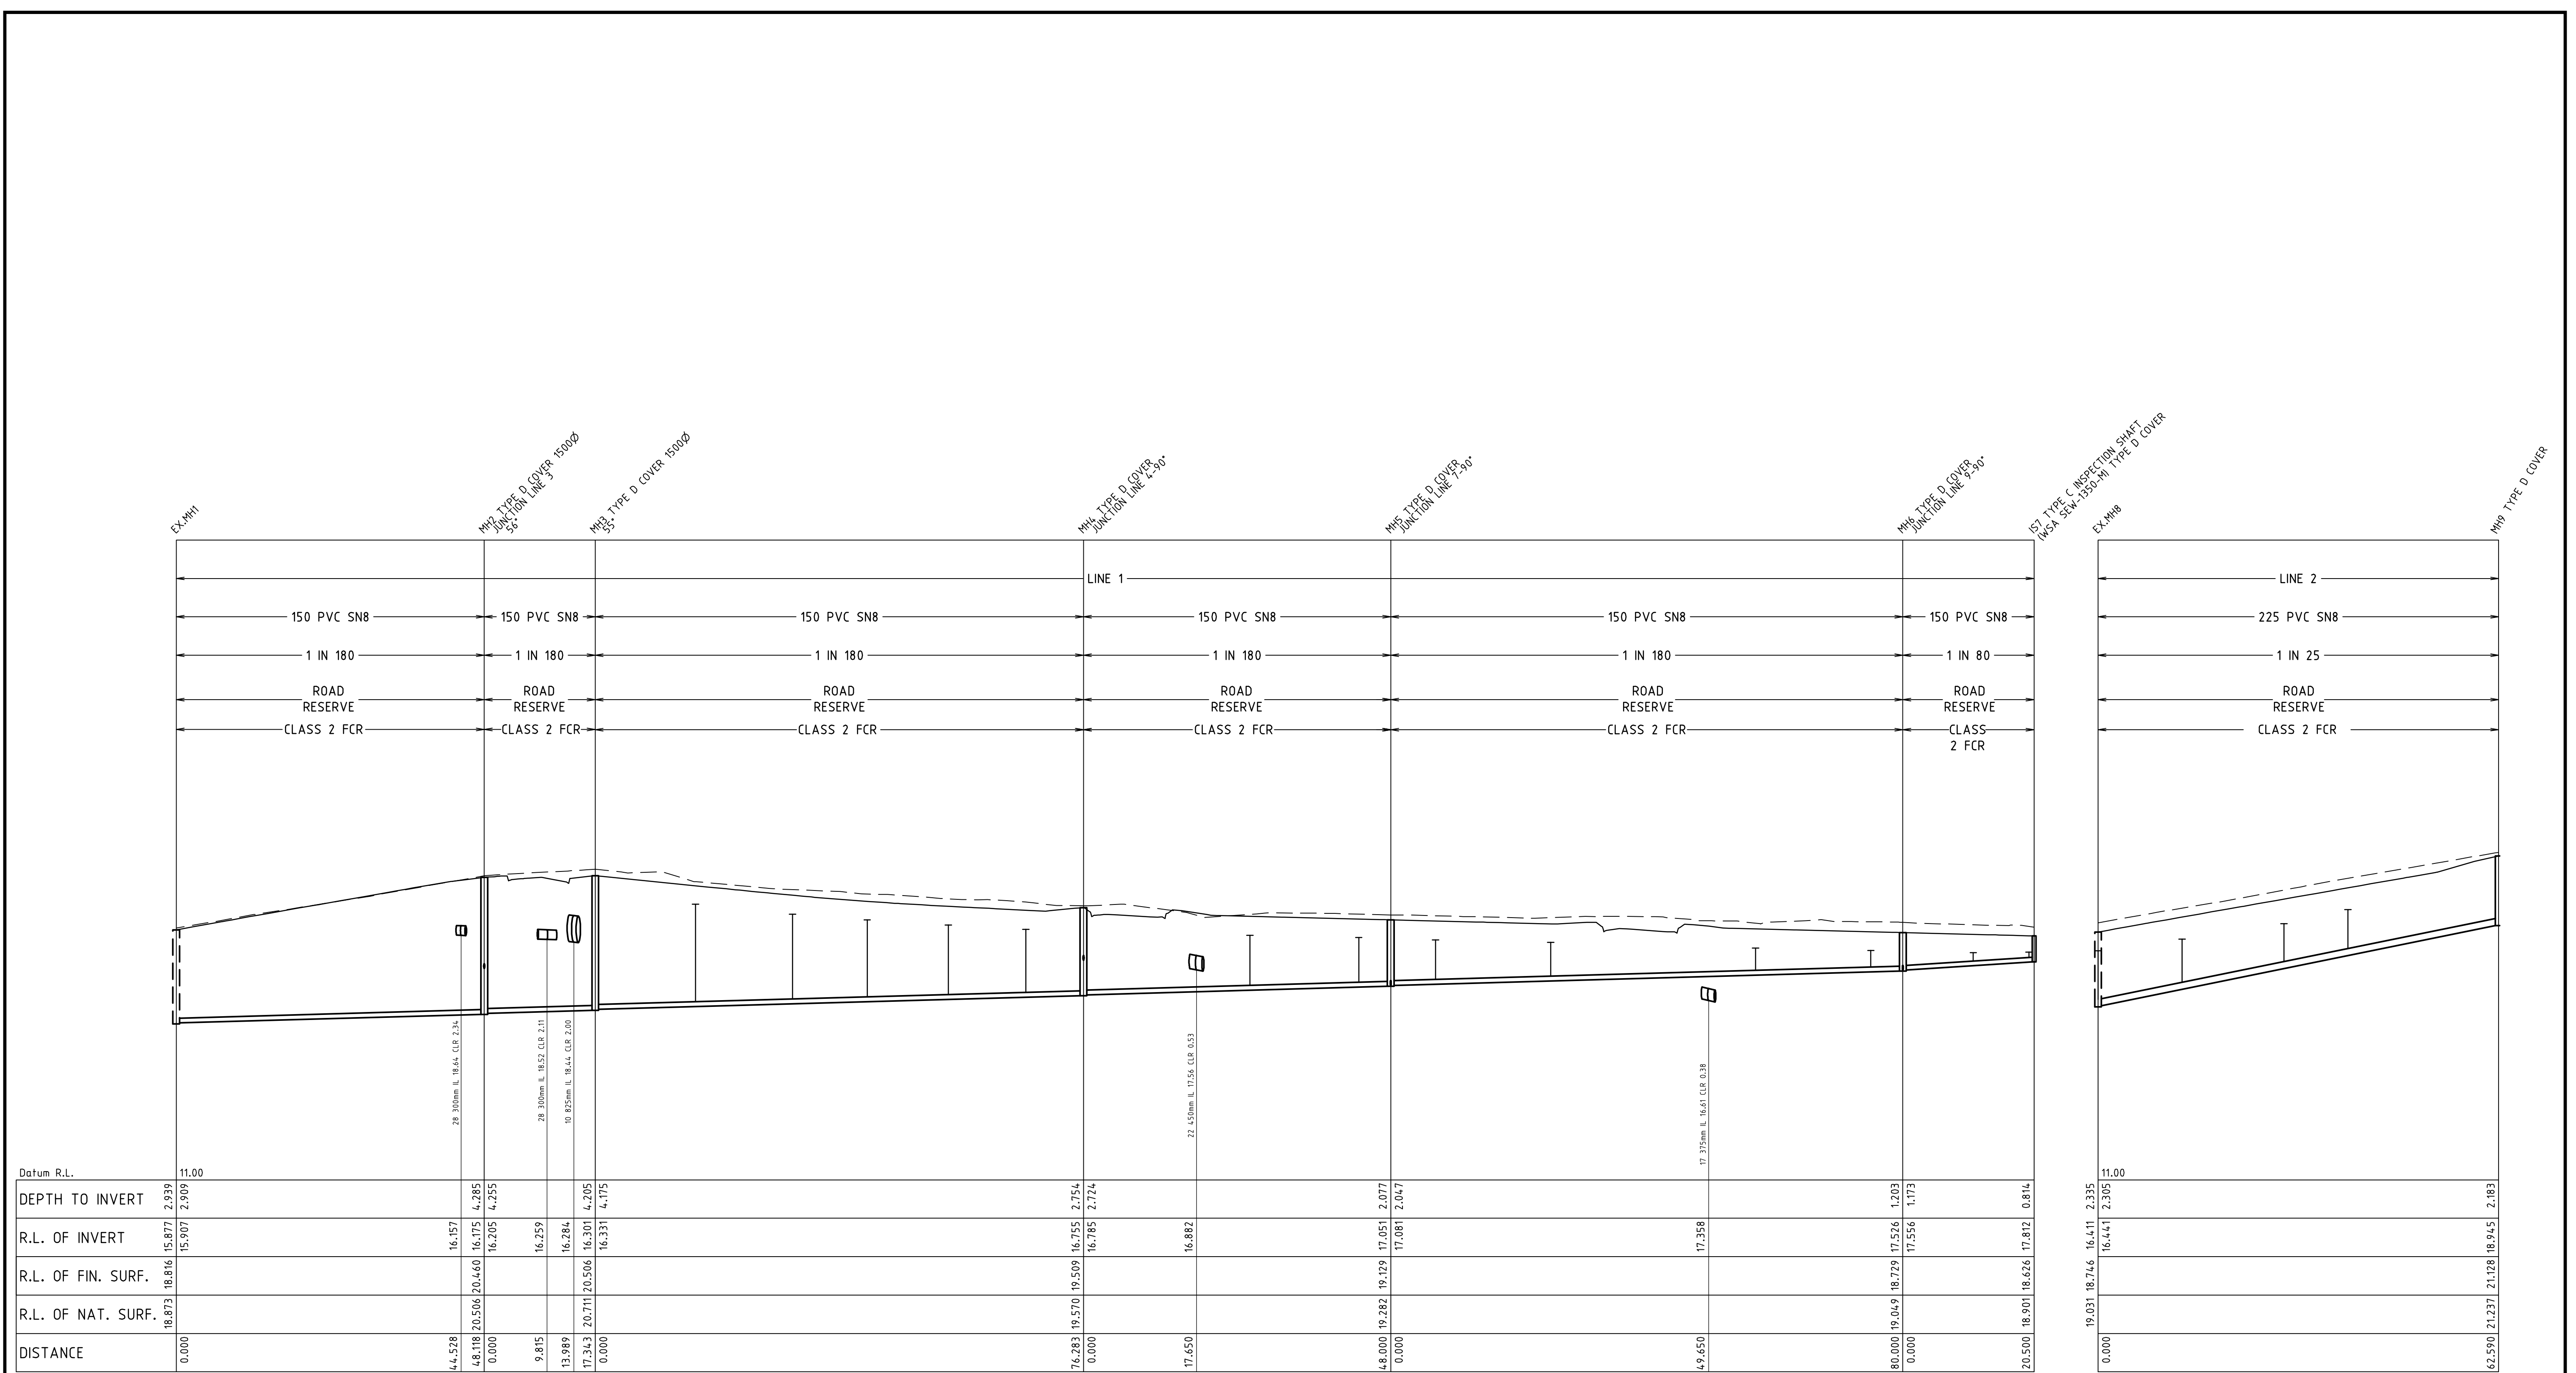 EX.MH1
MH2 TYPE D COVER 1500Ø
JUNCTION LINE 3
56°
MH3 TYPE D COVER 1500Ø
55°
MH4 TYPE D COVER
JUNCTION LINE 4-90°
MH5 TYPE D COVER
JUNCTION LINE 7-90°
MH6 TYPE D COVER
JUNCTION LINE 9-90°
IS7 TYPE C INSPECTION SHAFT
(WSA SEW-1350-M) TYPE D COVER
EX.MH8
MH9 TYPE D COVER
LINE 1
LINE 2
150 PVC SN8
150 PVC SN8
150 PVC SN8
150 PVC SN8
150 PVC SN8
150 PVC SN8
225 PVC SN8
1 IN 180
1 IN 180
1 IN 180
1 IN 180
1 IN 180
1 IN 80
1 IN 25
ROAD
RESERVE
ROAD
RESERVE
ROAD
RESERVE
ROAD
RESERVE
ROAD
RESERVE
ROAD
RESERVE
ROAD
RESERVE
CLASS 2 FCR
CLASS 2 FCR
CLASS 2 FCR
CLASS 2 FCR
CLASS 2 FCR
CLASS
2 FCR
CLASS 2 FCR
28 300mm IL 18.64 CLR 2.34
28 300mm IL 18.52 CLR 2.11
10 825mm IL 18.44 CLR 2.00
22 450mm IL 17.56 CLR 0.53
17 375mm IL 16.61 CLR 0.38
Datum R.L.
11.00
11.00
DEPTH TO INVERT
2.939
2.909
4.285
4.255
4.205
4.175
2.754
2.724
2.077
2.047
1.203
1.173
0.814
2.335
2.305
2.183
R.L. OF INVERT
15.877
15.907
16.157
16.175
16.205
16.259
16.284
16.301
16.331
16.755
16.785
16.882
17.051
17.081
17.358
17.526
17.556
17.812
16.411
16.441
18.945
R.L. OF FIN. SURF.
18.816
20.460
20.506
19.509
19.129
18.729
18.626
18.746
21.128
R.L. OF NAT. SURF.
18.873
20.506
20.711
19.570
19.282
19.049
18.901
19.031
21.237
DISTANCE
0.000
44.528
48.118
0.000
9.815
13.989
17.343
0.000
76.283
0.000
17.650
48.000
0.000
49.650
80.000
0.000
20.500
0.000
62.590